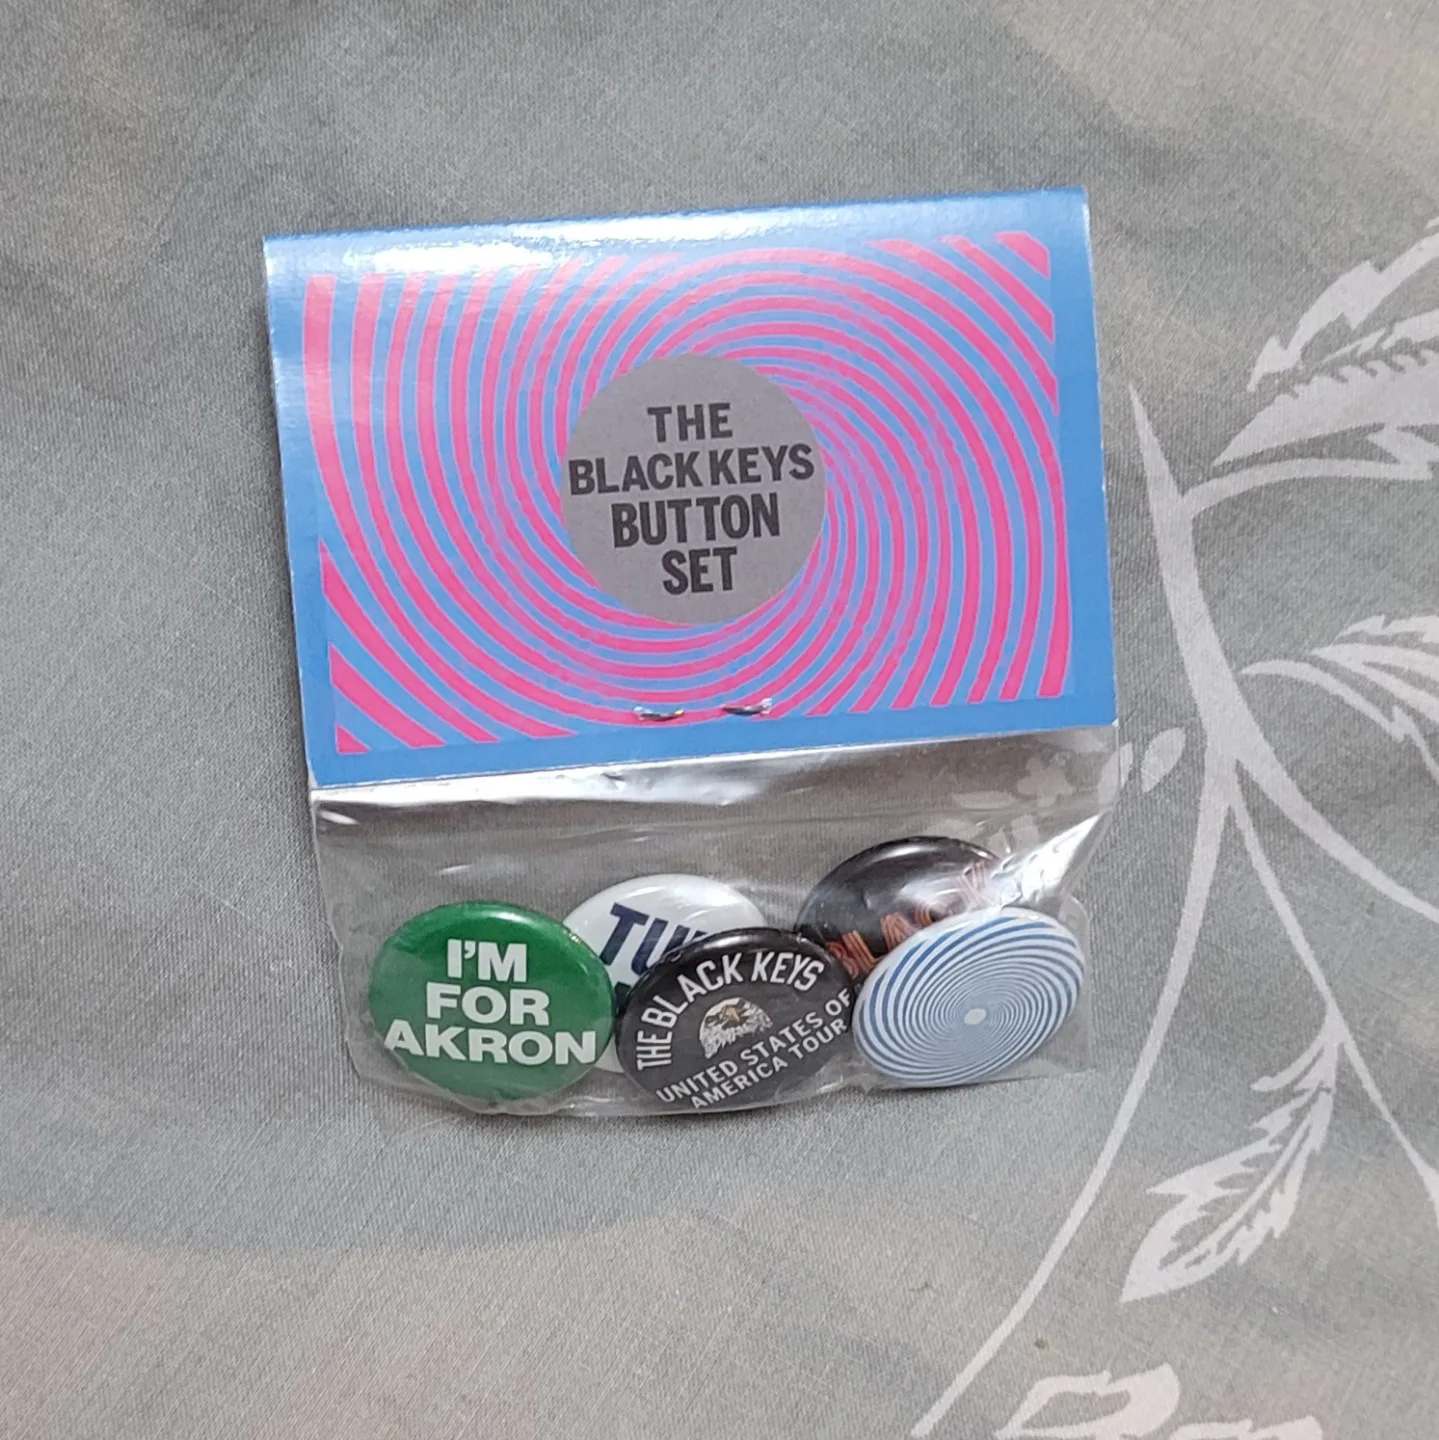 THE
BLACK KEYS
BUTTON
SET
I'M
FOR
AKRON
THE BLACK KEYS
UNITED STATES OF
AMERICA TOUR